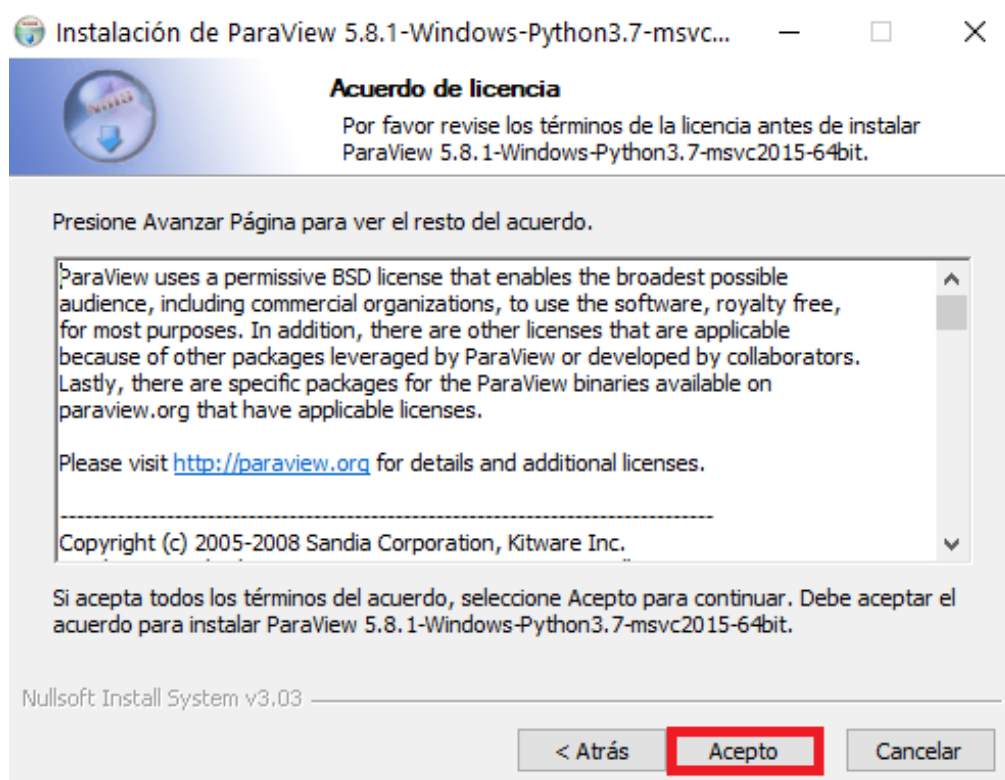 Instalación de ParaView 5.8.1-Windows-Python3.7-msvc...
Acuerdo de licencia
Por favor revise los términos de la licencia antes de instalar
ParaView 5.8.1-Windows-Python3.7-msvc2015-64bit.
Presione Avanzar Página para ver el resto del acuerdo.
ParaView uses a permissive BSD license that enables the broadest possible
audience, including commercial organizations, to use the software, royalty free,
for most purposes. In addition, there are other licenses that are applicable
because of other packages leveraged by ParaView or developed by collaborators.
Lastly, there are specific packages for the ParaView binaries available on
paraview.org that have applicable licenses.
Please visit http://paraview.org for details and additional licenses.
-------------------------------------------------------------------------------
Copyright (c) 2005-2008 Sandia Corporation, Kitware Inc.
Si acepta todos los términos del acuerdo, seleccione Acepto para continuar. Debe aceptar el
acuerdo para instalar ParaView 5.8.1-Windows-Python3.7-msvc2015-64bit.
Nullsoft Install System v3.03
< Atrás
Acepto
Cancelar